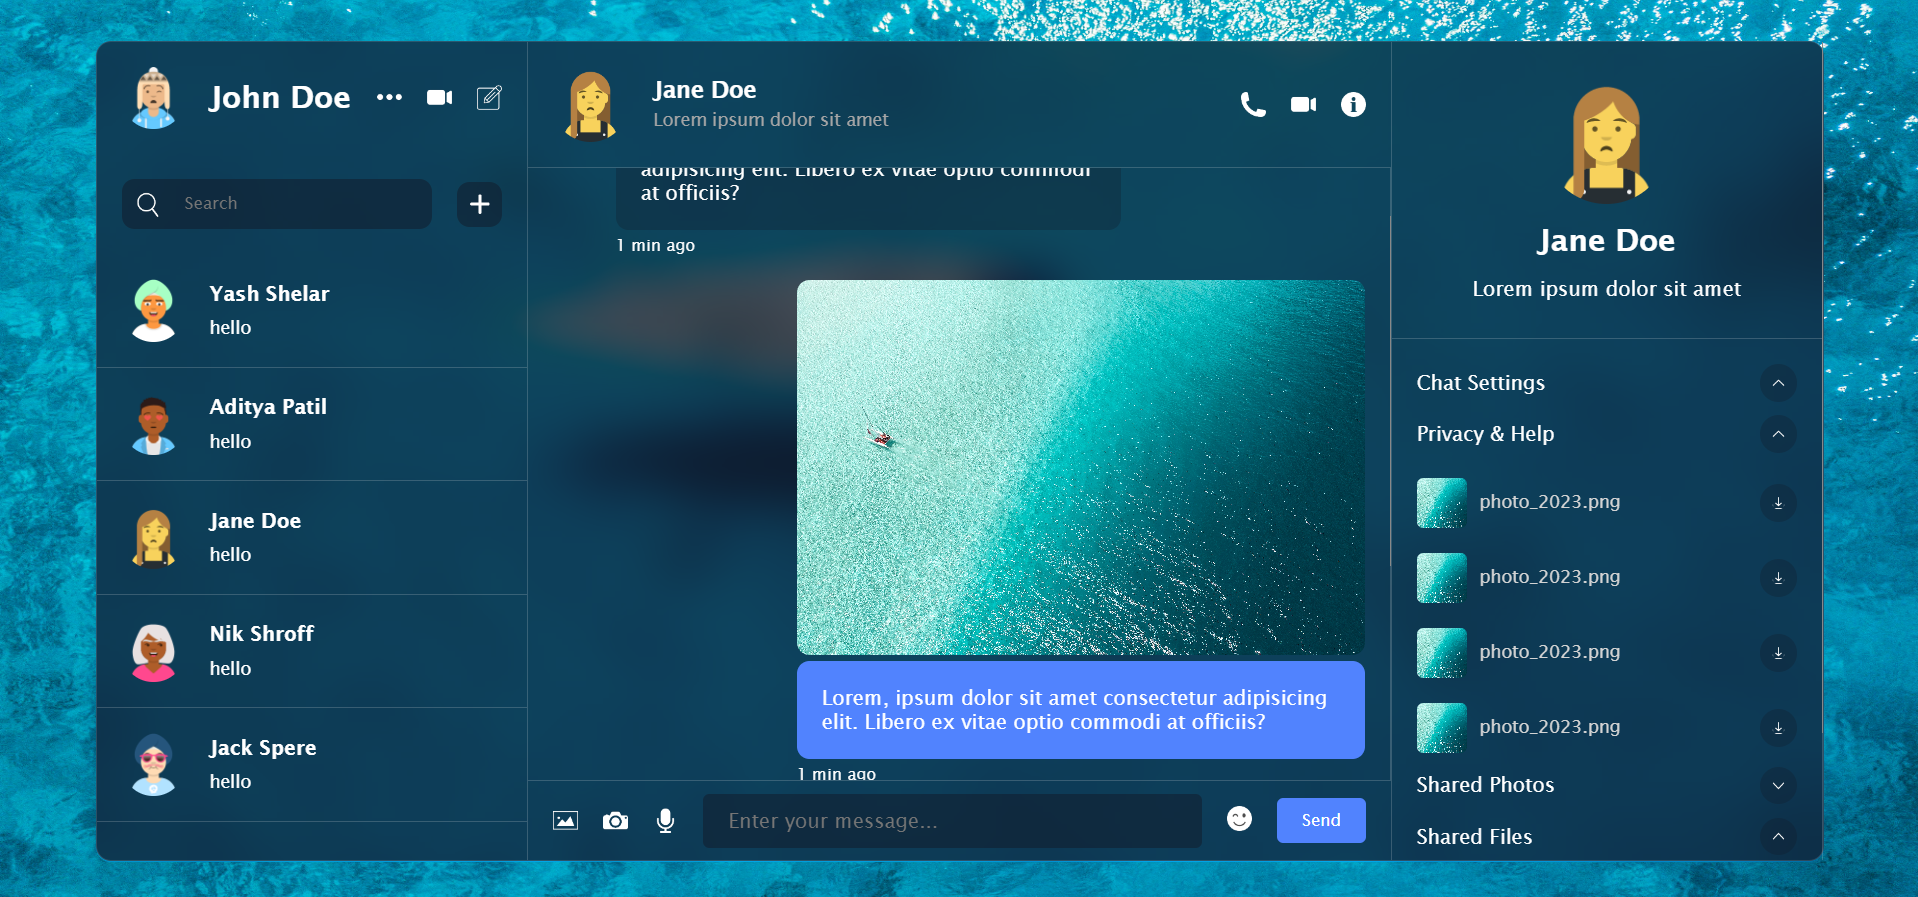 John Doe
Search
Yash Shelar
hello
Aditya Patil
hello
Jane Doe
hello
Nik Shroff
hello
Jack Spere
hello
Jane Doe
Lorem ipsum dolor sit amet
adipisicing elit. Libero ex vitae optio commodi
at officiis?
1 min ago
Lorem, ipsum dolor sit amet consectetur adipisicing
elit. Libero ex vitae optio commodi at officiis?
1 min ago
Enter your message...
Send
Jane Doe
Lorem ipsum dolor sit amet
Chat Settings
Privacy & Help
photo_2023.png
photo_2023.png
photo_2023.png
photo_2023.png
Shared Photos
Shared Files